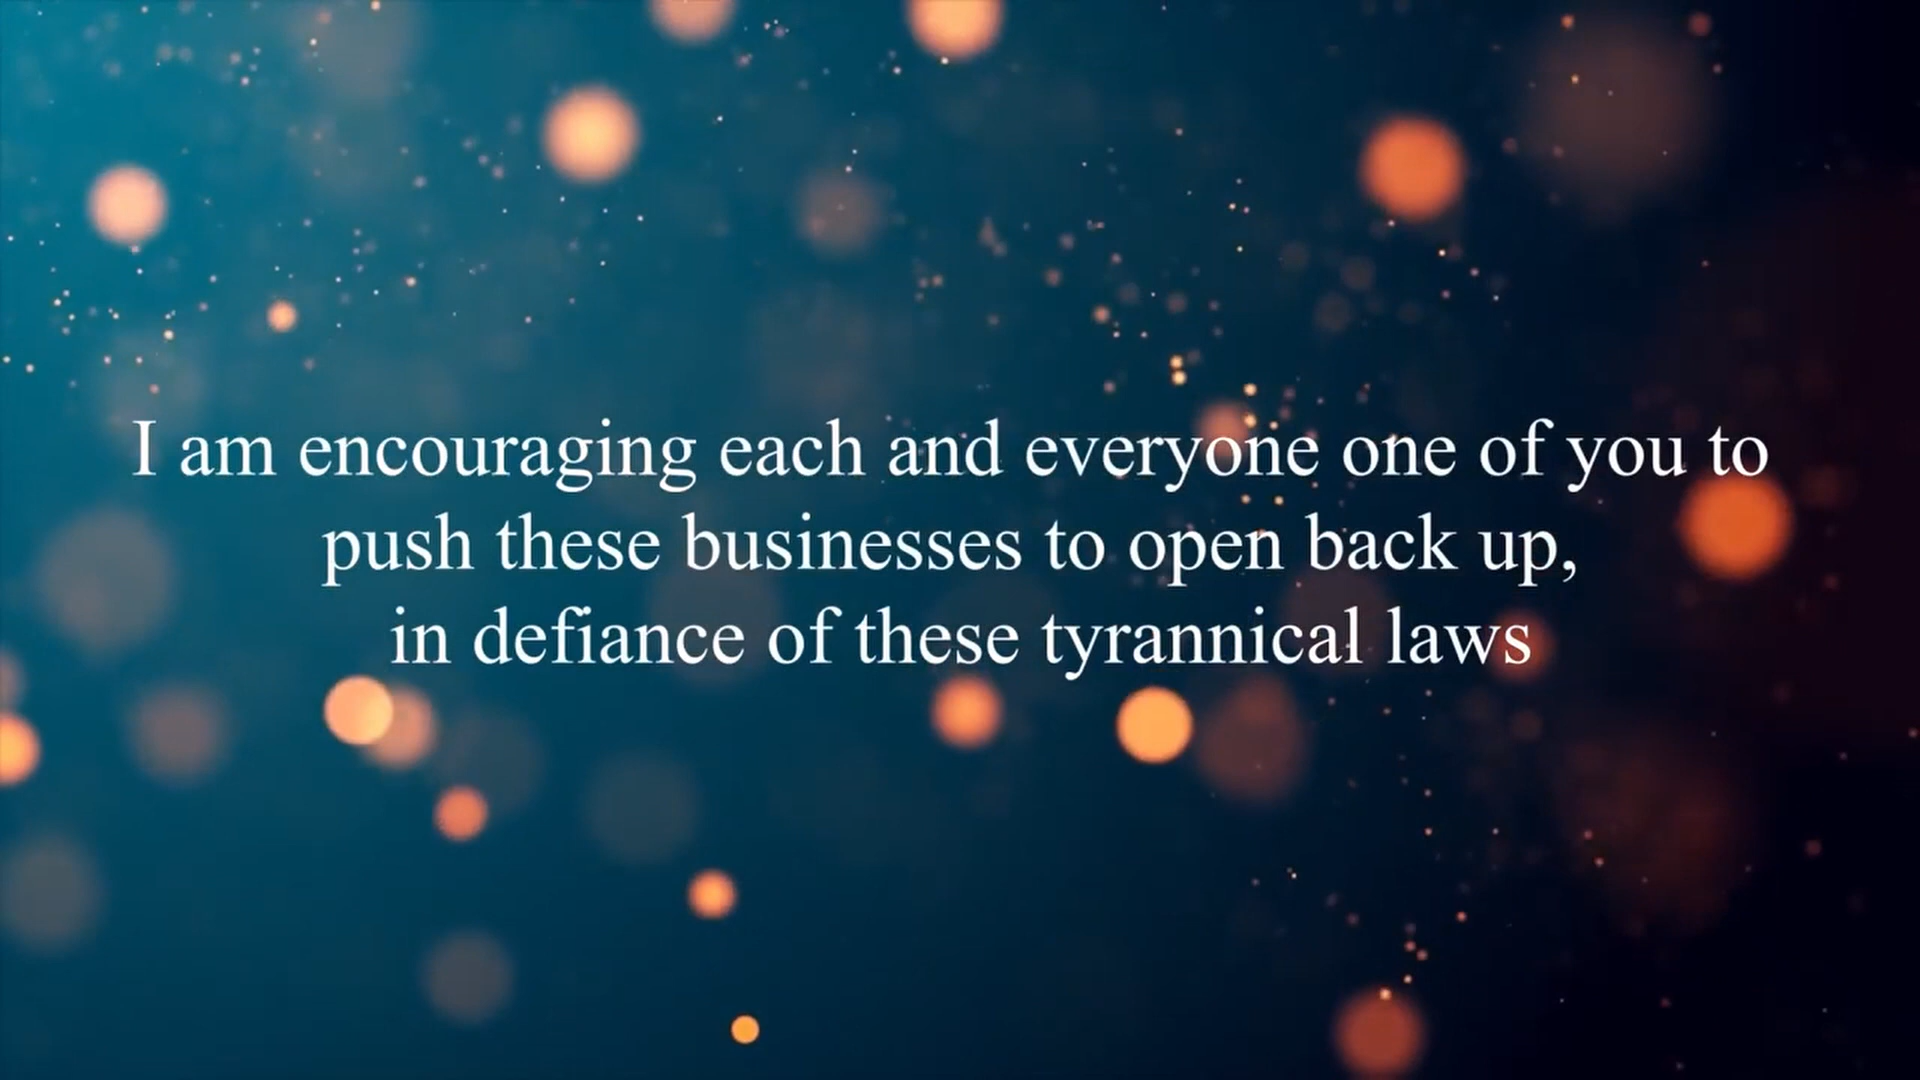 I am encouraging each and everyone one of you to
push these businesses to open back up,
in defiance of these tyrannical laws